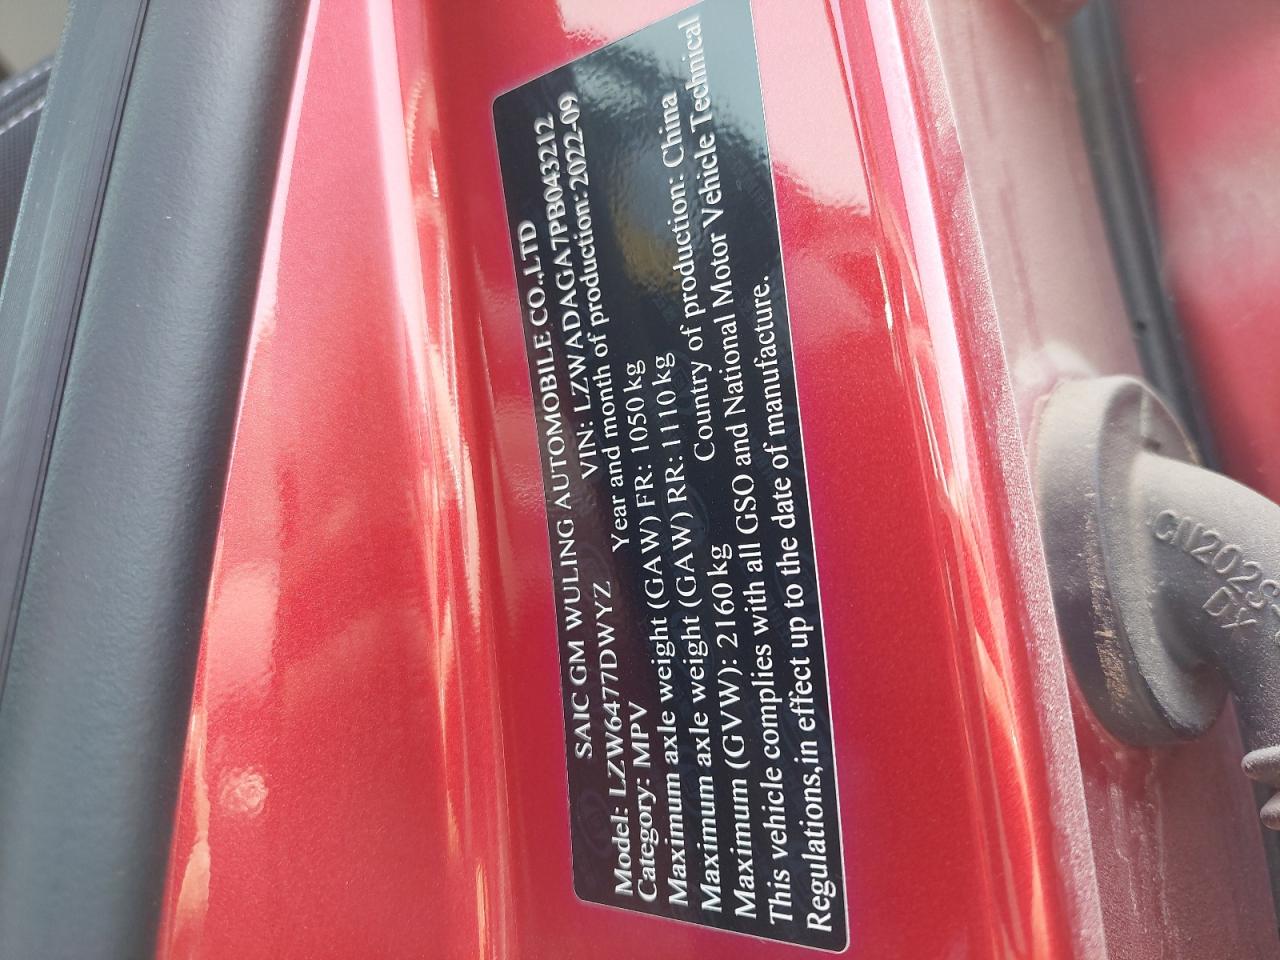 SAIC GM WULING AUTOMOBILE CO.,LTD
Model: LZW6477DWYZ VIN: LZWADAGA7PB043212
Category: MPV Year and month of production: 2022-09
Maximum axle weight (GAW) FR: 1050 kg
Maximum axle weight (GAW) RR: 1110 kg
Maximum (GVW): 2160 kg Country of production: China
This vehicle complies with all GSO and National Motor Vehicle Technical
Regulations,in effect up to the date of manufacture.
DX